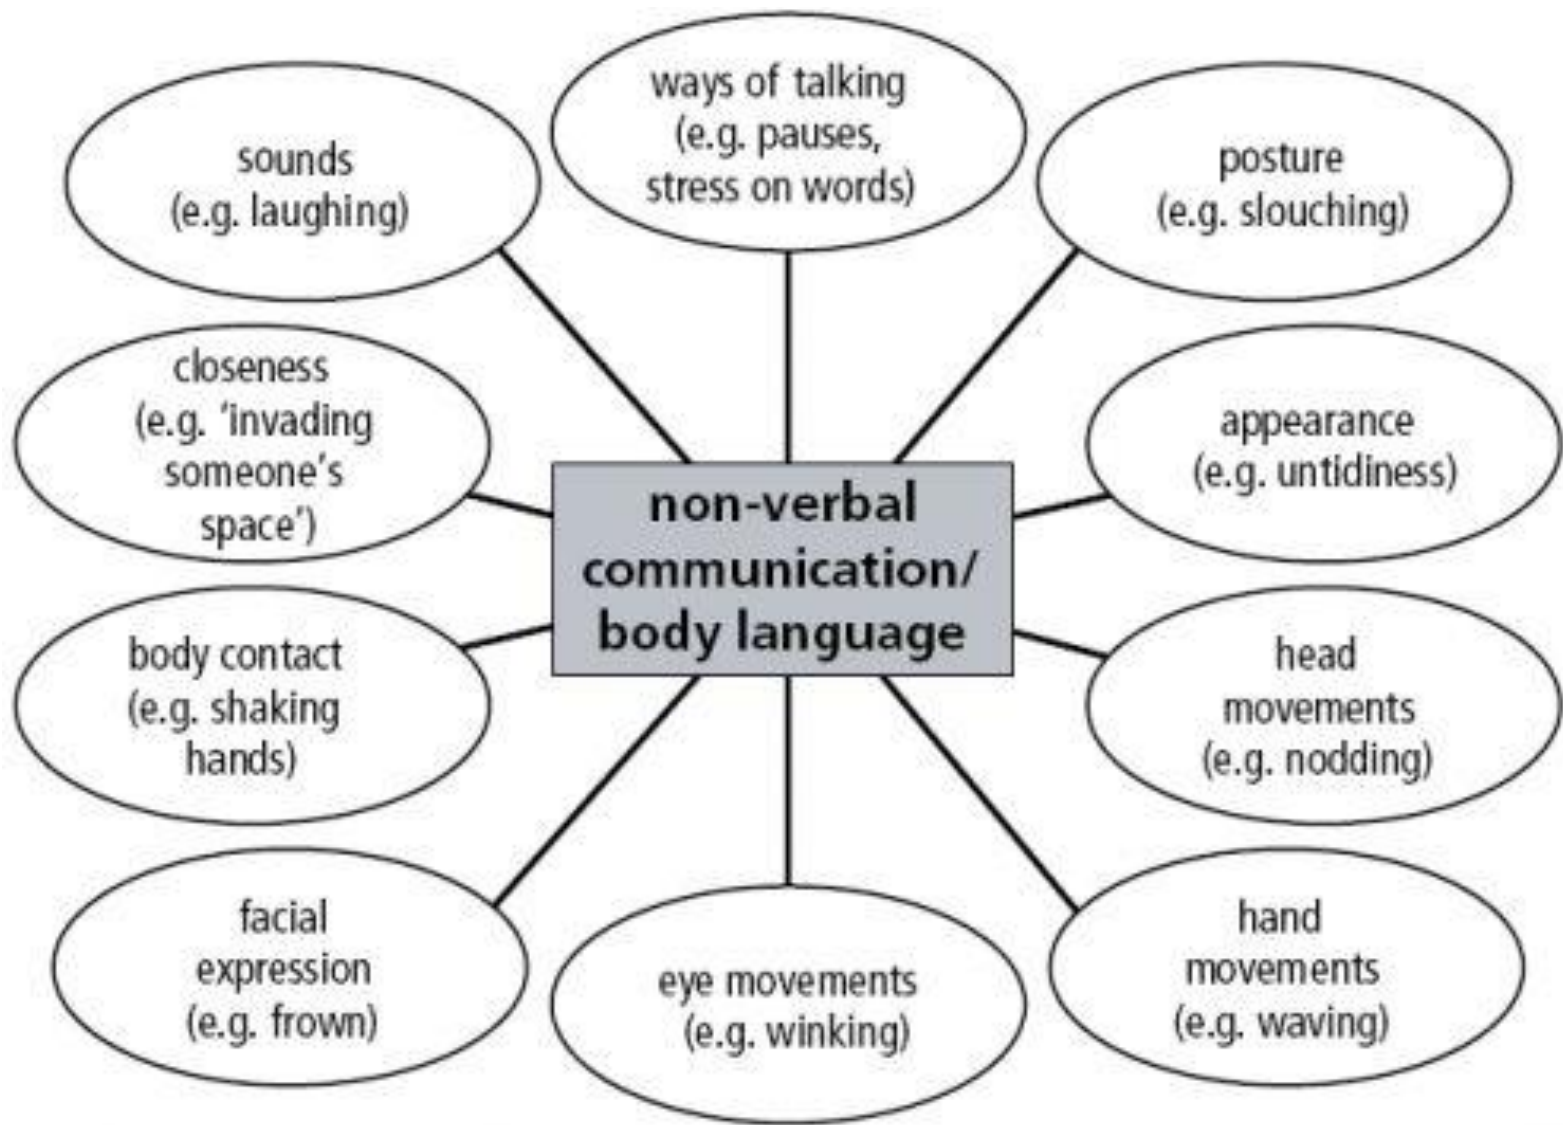 ways of talking
(e.g. pauses,
stress on words)
sounds
(e.g. laughing)
posture
(e.g. slouching)
closeness
(e.g. ‘invading
someone’s
space’)
appearance
(e.g. untidiness)
non-verbal
communication/
body language
body contact
(e.g. shaking
hands)
head
movements
(e.g. nodding)
facial
expression
(e.g. frown)
eye movements
(e.g. winking)
hand
movements
(e.g. waving)